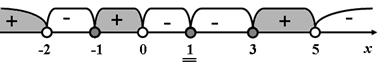 + - + - - + -
-2 -1 0 1 3 5 x